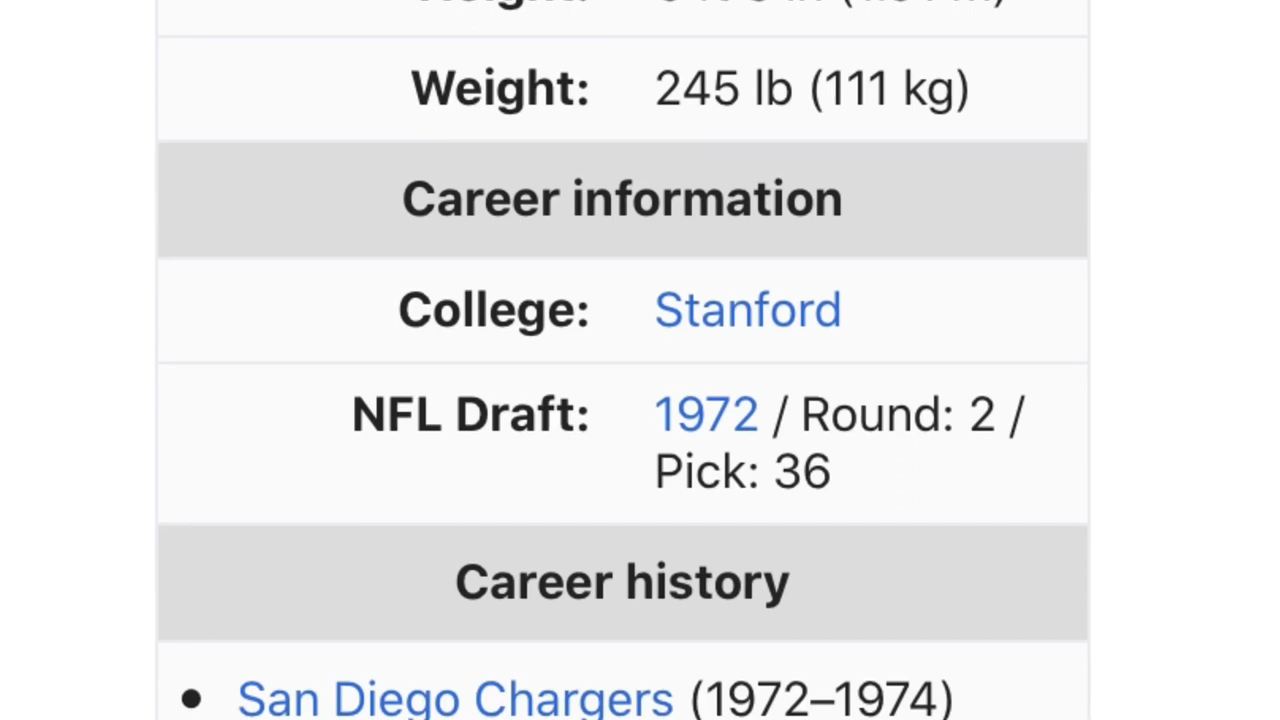 Weight: 245 lb (111 kg)
Career information
College: Stanford
NFL Draft: 1972 / Round: 2 /
Pick: 36
Career history
• San Diego Chargers (1972–1974)